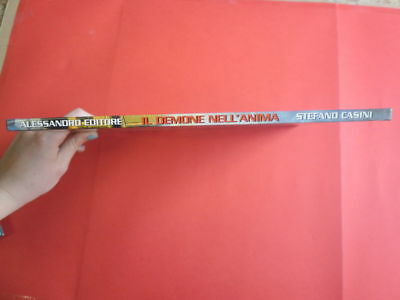 ALESSANDRO EDITORE IL DEMONE NELL'ANIMA STEFANO CASINI